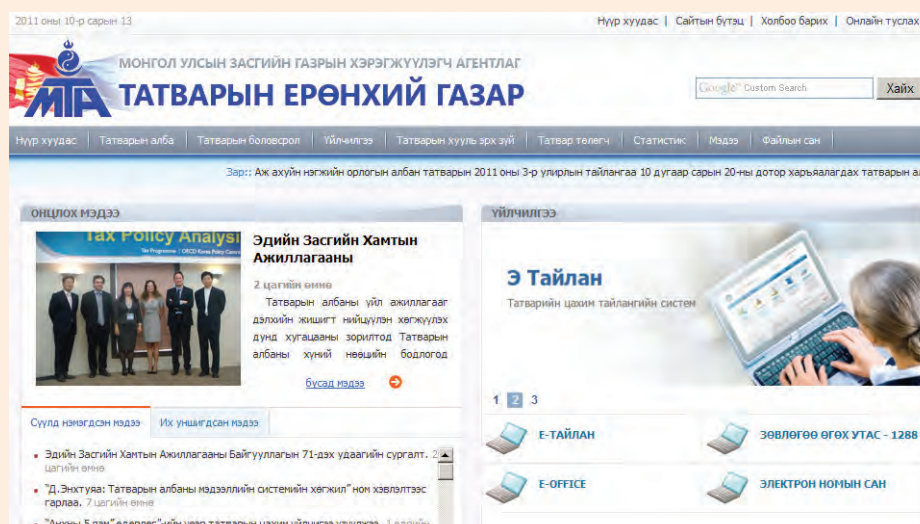 2011 оны 10-р сарын 13
Нүүр хуудас | Сайтын бүтэц | Холбоо барих | Онлайн туслах
МТА
МОНГОЛ УЛСЫН ЗАСГИЙН ГАЗРЫН ХЭРЭГЖҮҮЛЭГЧ АГЕНТЛАГ
ТАТВАРЫН ЕРӨНХИЙ ГАЗАР
Google™ Custom Search
Хайх
Нүүр хуудас | Татварын алба | Татварын боловсрол | Үйлчилгээ | Татварын хууль эрх зүй | Татвар төлөгч | Статистик | Мэдээ | Файлын сан
Зар:: Аж ахуйн нэгжийн орлогын албан татварын 2011 оны 3-р улирлын тайлангаа 10 дугаар сарын 20-ны дотор харъяалагдах татварын
ОНЦЛОХ МЭДЭЭ
Tax Policy Analysi
Эдийн Засгийн Хамтын
Ажиллагааны
2 цагийн өмнө
Татварын албаны үйл ажиллагааг
дэлхийн жишигт нийцүүлэн хөгжүүлэх
дунд хугацааны зорилтод Татварын
албаны хүний нөөцийн бодлогод
бусад мэдээ
Сүүлд нэмэгдсэн мэдээ
Их уншигдсан мэдээ
Эдийн Засгийн Хамтын Ажиллагааны Байгууллагын 71-дэх удаагийн сургалт. 2
цагийн өмнө
"Д.Энхтуяа: Татварын албаны мэдээллийн системийн хөгжил" ном хэвлэлтээс
гарлаа. 7 цагийн өмнө
ҮЙЛЧИЛГЭЭ
Э Тайлан
Татварийн цахим тайлангийн систем
1 2 3
Е-ТАЙЛАН
ЗӨВЛӨГӨӨ ӨГӨХ УТАС - 1288
E-OFFICE
ЭЛЕКТРОН НОМЫН САН